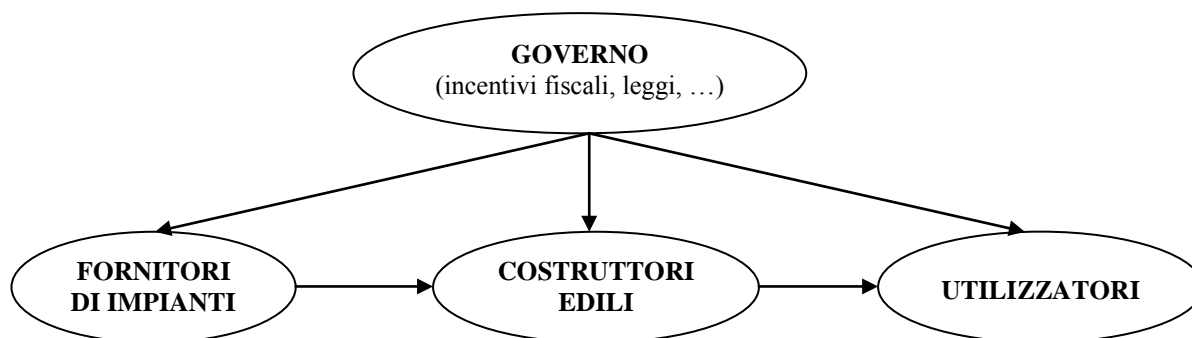 GOVERNO
(incentivi fiscali, leggi, …)
FORNITORI
DI IMPIANTI
COSTRUTTORI
EDILI
UTILIZZATORI